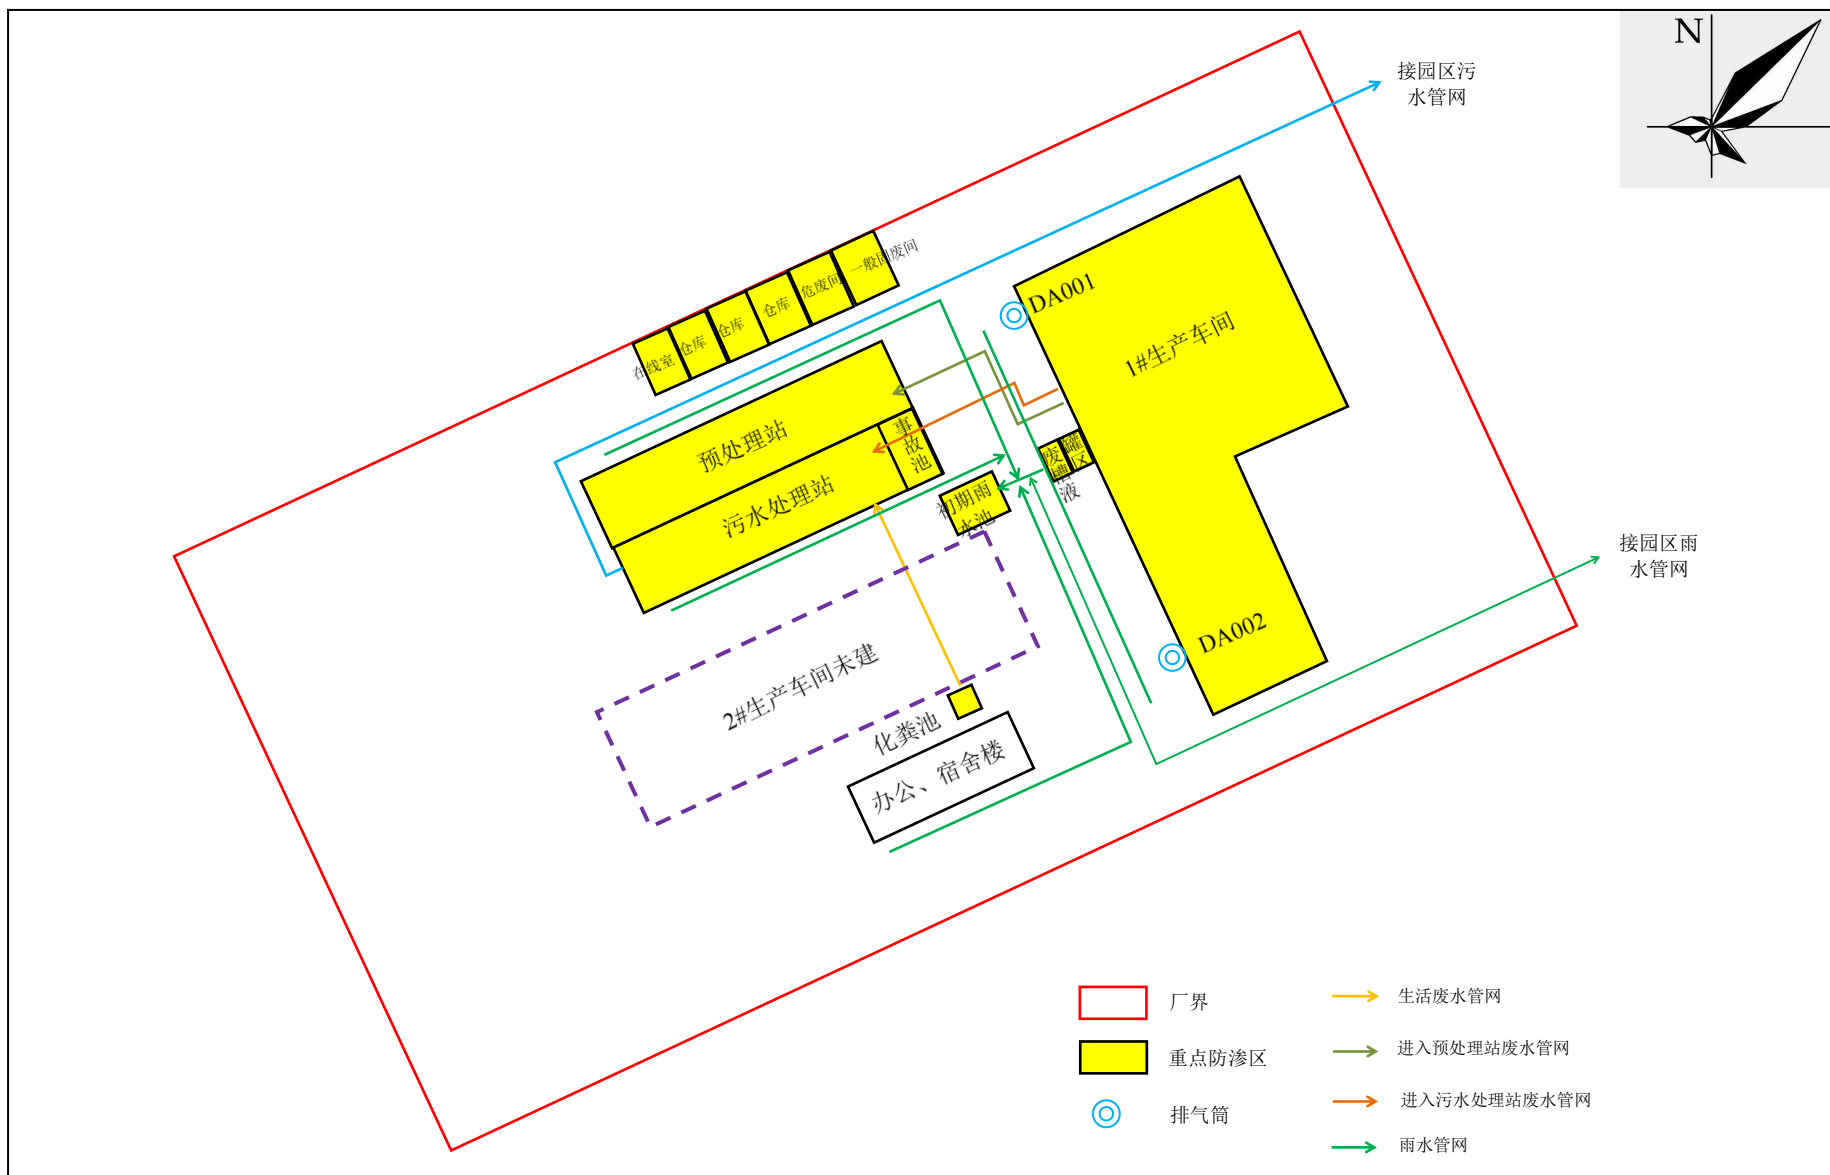 N
接园区污
水管网
一般固废间
危废间
仓库
仓库
仓库
在线室
DA001
1#生产车间
预处理站
事故池
污水处理站
罐区
废槽液
初期雨
水池
接园区雨
水管网
DA002
2#生产车间未建
化粪池
办公、宿舍楼
厂界
生活废水管网
重点防渗区
进入预处理站废水管网
排气筒
进入污水处理站废水管网
雨水管网